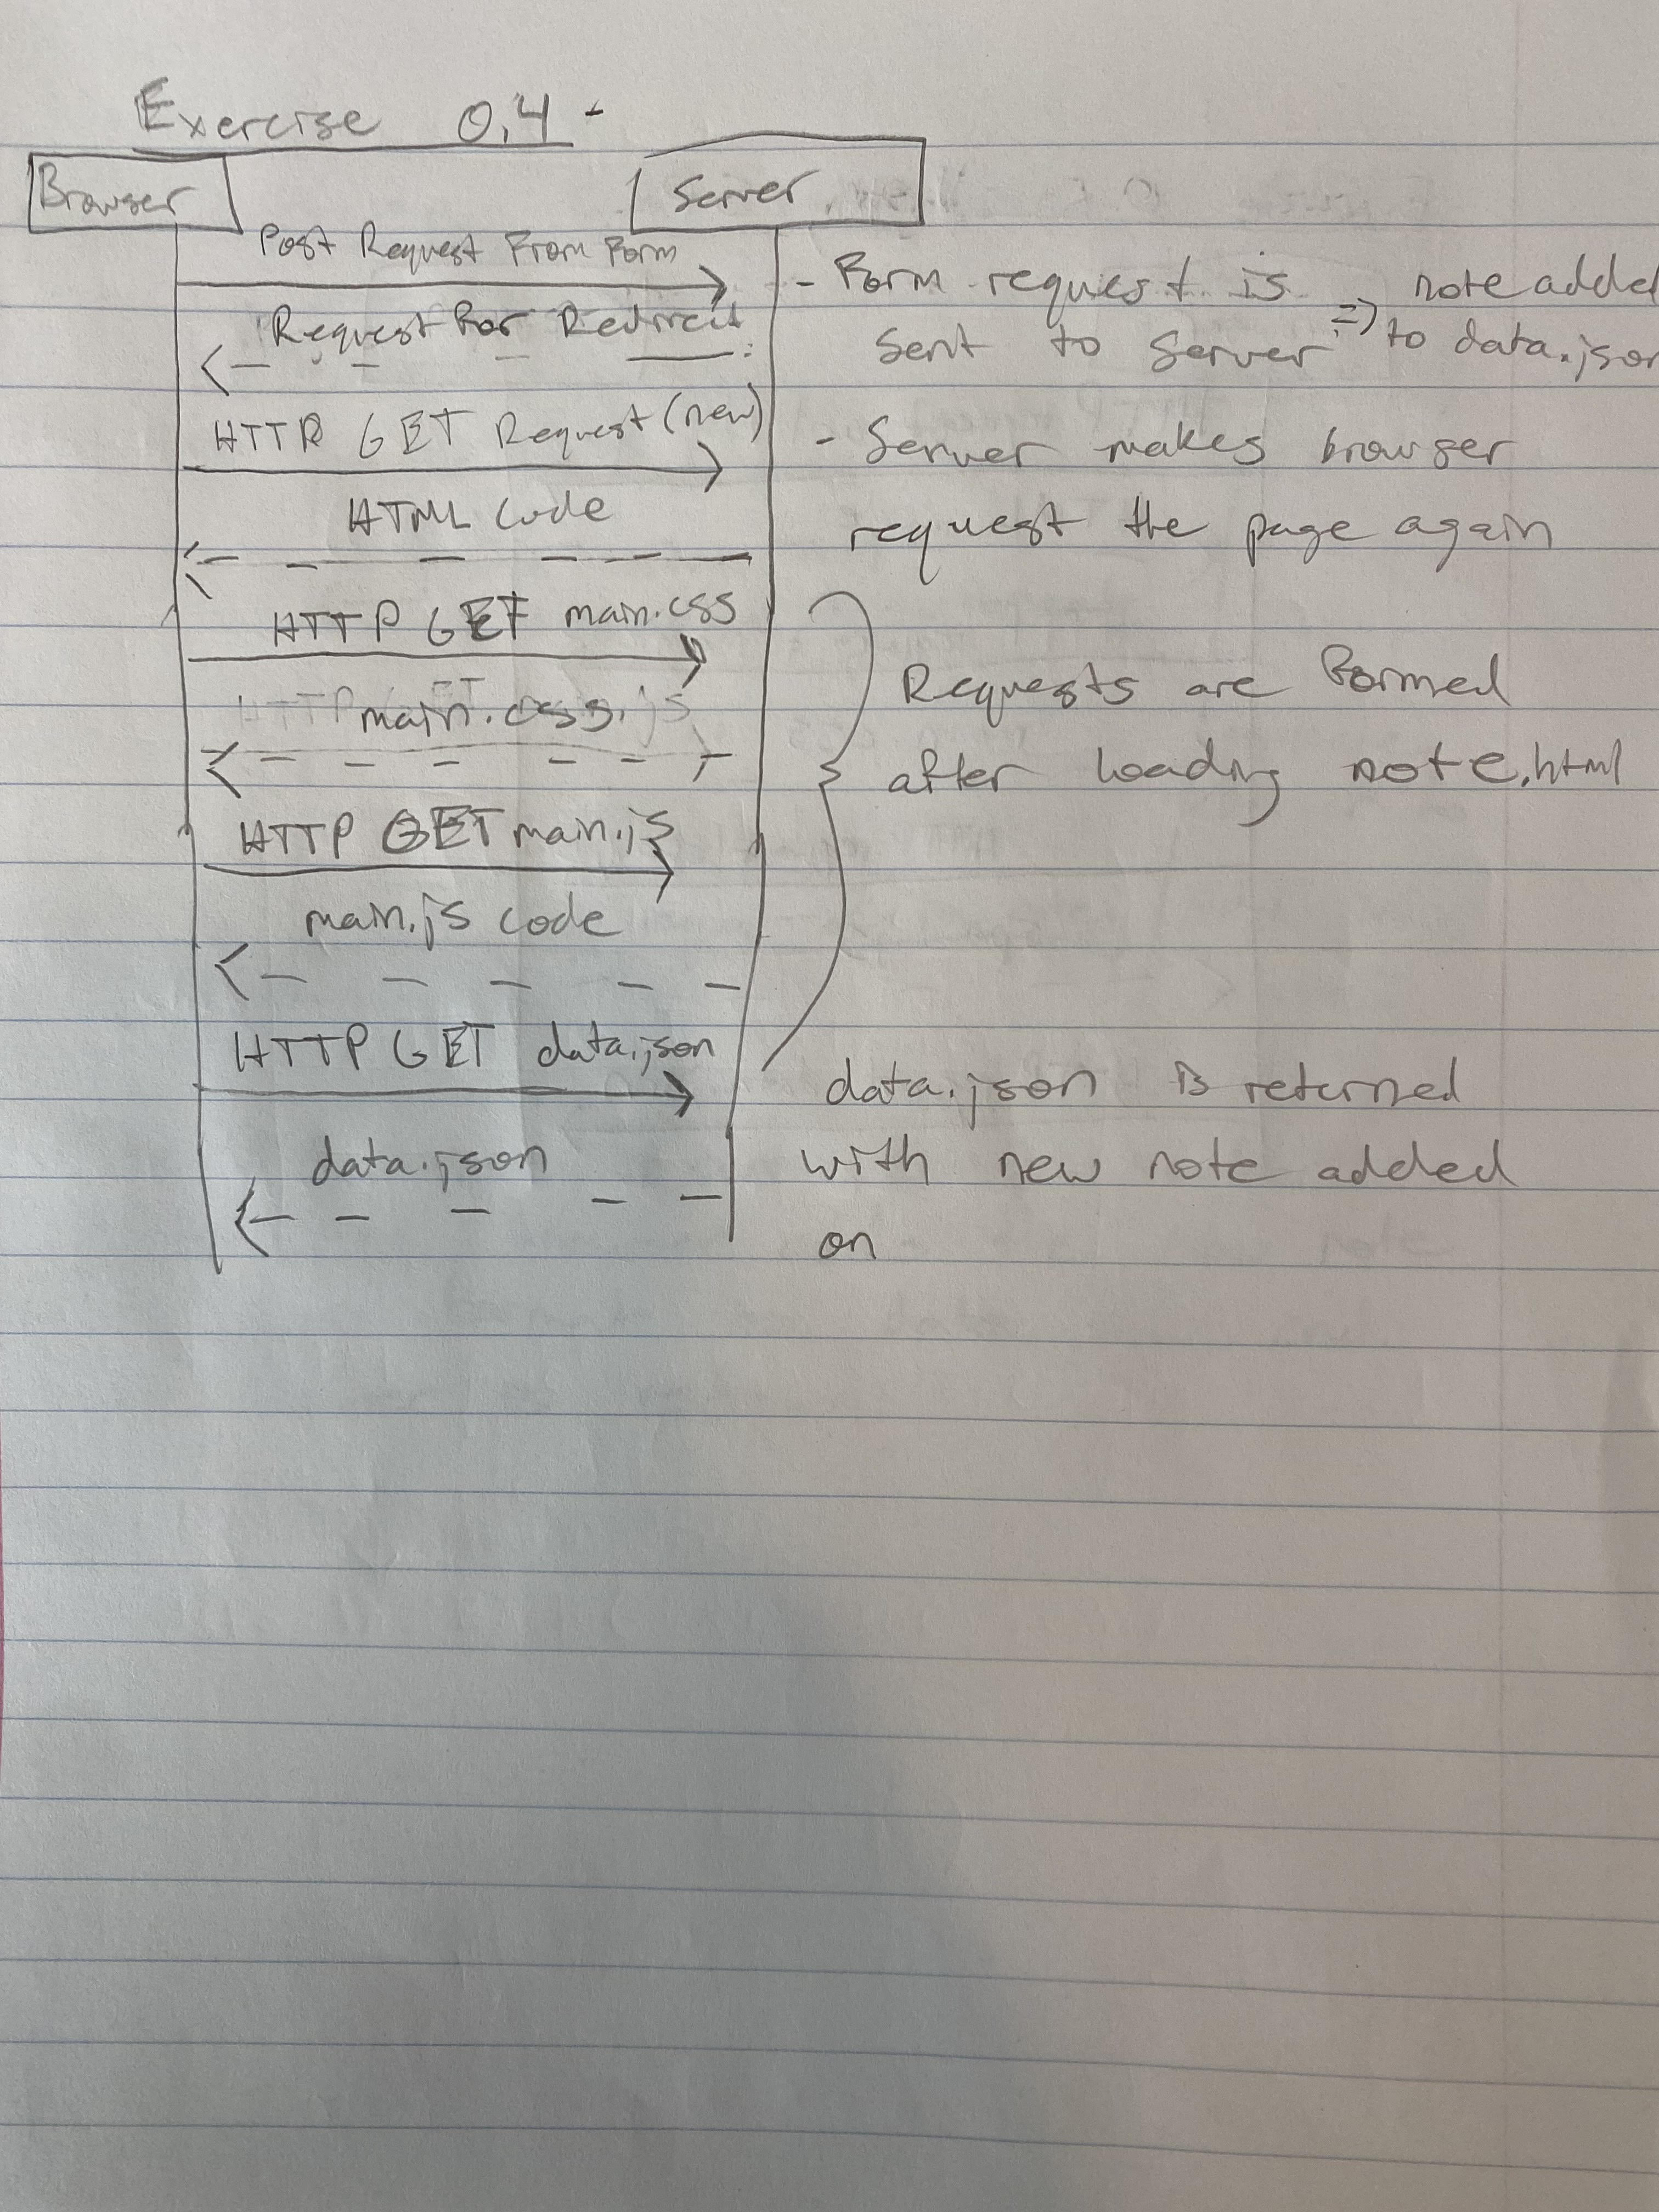 Exercise 0.4 -
Browser
Server
Post Request From Form
Request For Redirect
HTTP GET Request (new)
HTML Code
HTTP GET main.css
main.css
HTTP GET main.js
main.js code
HTTP GET data.json
data.json
- Form request is
sent to server
=> note added
to data.json
- Server makes browser
request the page again
Requests are formed
after loading note.html
data.json is returned
with new note added
on